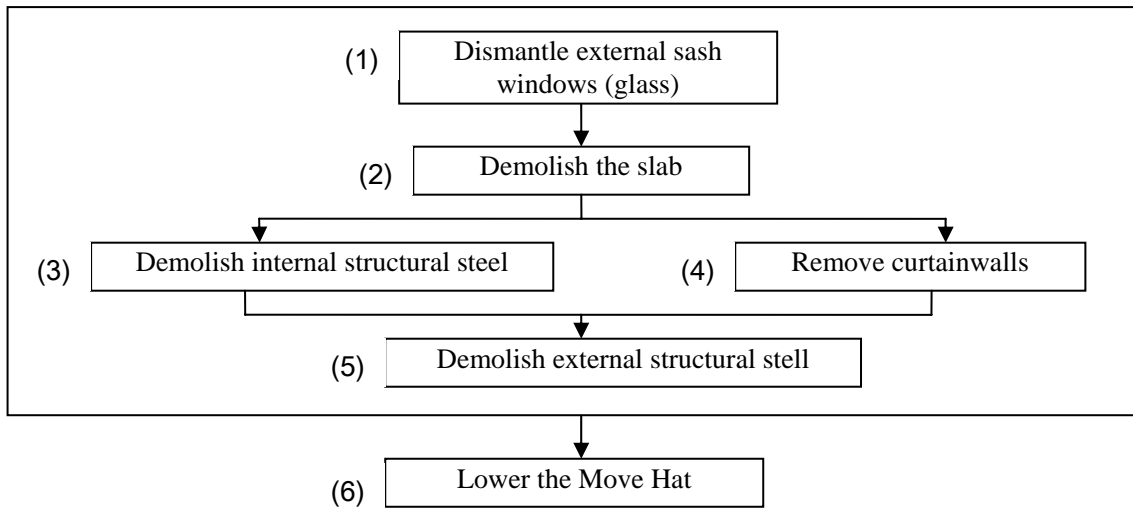 (1)
Dismantle external sash
windows (glass)
(2)
Demolish the slab
(3)
Demolish internal structural steel
(4)
Remove curtainwalls
(5)
Demolish external structural stell
(6)
Lower the Move Hat